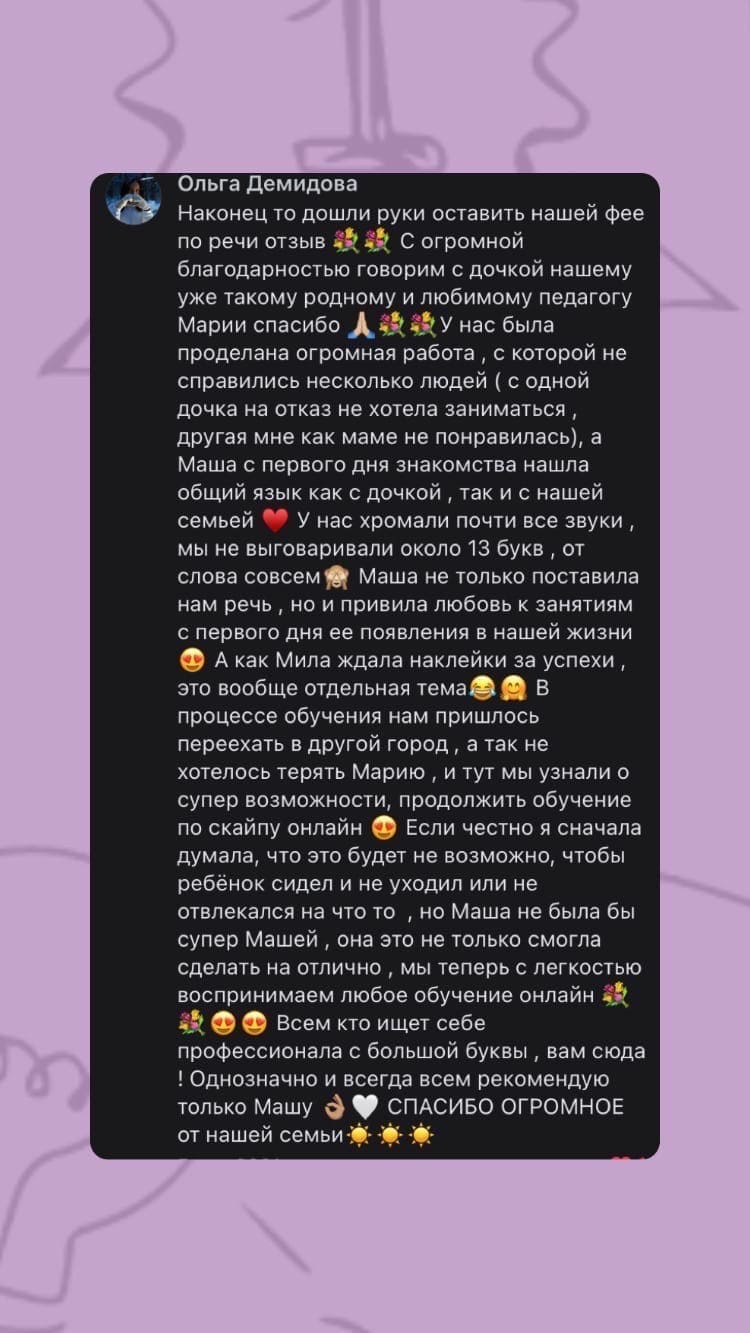 Ольга Демидова
Наконец то дошли руки оставить нашей фее
по речи отзыв 💐💐 С огромной
благодарностью говорим с дочкой нашему
уже такому родному и любимому педагогу
Марии спасибо 🙏🏼💐💐У нас была
проделана огромная работа , с которой не
справились несколько людей ( с одной
дочка на отказ не хотела заниматься ,
другая мне как маме не понравилась), а
Маша с первого дня знакомства нашла
общий язык как с дочкой , так и с нашей
семьей ♥️ У нас хромали почти все звуки ,
мы не выговаривали около 13 букв , от
слова совсем🙈 Маша не только поставила
нам речь , но и привила любовь к занятиям
с первого дня ее появления в нашей жизни
😍 А как Мила ждала наклейки за успехи ,
это вообще отдельная тема😂🤗 В
процессе обучения нам пришлось
переехать в другой город , а так не
хотелось терять Марию , и тут мы узнали о
супер возможности, продолжить обучение
по скайпу онлайн 😍 Если честно я сначала
думала, что это будет не возможно, чтобы
ребёнок сидел и не уходил или не
отвлекался на что то , но Маша не была бы
супер Машей , она это не только смогла
сделать на отлично , мы теперь с легкостью
воспринимаем любое обучение онлайн 💐
💐😍😍 Всем кто ищет себе
профессионала с большой буквы , вам сюда
! Однозначно и всегда всем рекомендую
только Машу 👌🏽🤍 СПАСИБО ОГРОМНОЕ
от нашей семьи☀️☀️☀️